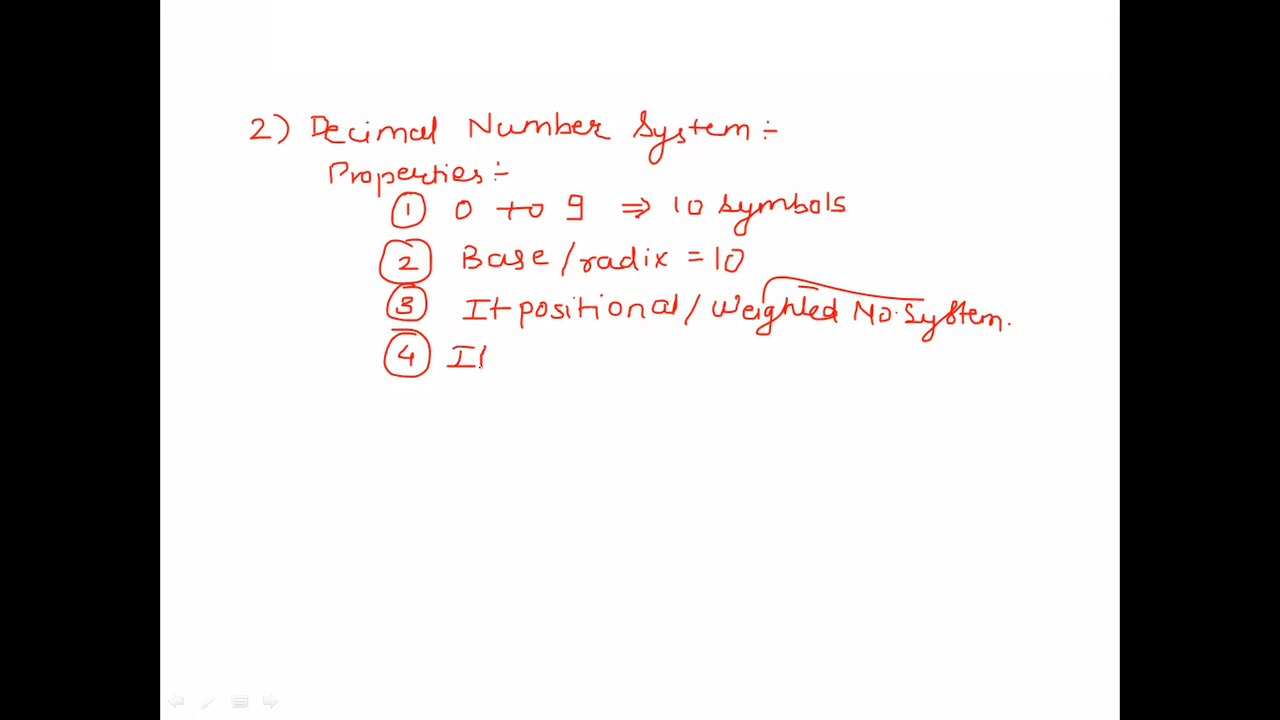 2) Decimal Number System :-
Properties :-
① 0 to 9 ⇒ 10 symbols
② Base / radix = 10
③ It positional / Weighted No. System.
④ It